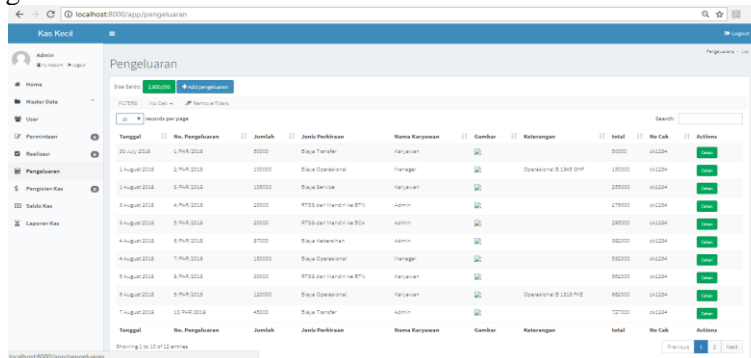 localhost:8000/app/pengeluaran
Kas Kecil
Logout
Admin
Pengeluarans
Pengeluaran
Sisa Saldo: 2,800,000 Add pengeluaran
Home
Master Data
User
Permintaan
Realisasi
Pengeluaran
Pengisian Kas
Saldo Kas
Laporan Kas
FILTERS No Cek Remove filters
records per page Search:
Tanggal No. Pengeluaran Jumlah Jenis Perkiraan Nama Karyawan Gambar Keterangan total No Cek Actions
30 July 2018 1/PAR/2018 50000 Biaya Transfer Karyawan 50000 ck1234 Cetak
1 August 2018 2/PAR/2018 100000 Biaya Operasional Manager Operasional B 1345 GHF 150000 ck1234 Cetak
1 August 2018 3/PAR/2018 105000 Biaya Service Karyawan 255000 ck1234 Cetak
3 August 2018 4/PAR/2018 20000 RTGS dari Mandiri ke BTN Admin 275000 ck1234 Cetak
3 August 2018 5/PAR/2018 20000 RTGS dari Mandiri ke BCA Admin 295000 ck1234 Cetak
4 August 2018 6/PAR/2018 87000 Biaya Kebersihan Admin 382000 ck1234 Cetak
4 August 2018 7/PAR/2018 150000 Biaya Operasional Manager 532000 ck1234 Cetak
5 August 2018 8/PAR/2018 30000 RTGS dari Mandiri ke BTN Karyawan 562000 ck1234 Cetak
6 August 2018 9/PAR/2018 120000 Biaya Operasional Karyawan Operasional B 1318 682000 ck1234 Cetak
7 August 2018 10/PAR/2018 45000 Biaya Transfer Admin 727000 ck1234 Cetak
Tanggal No. Pengeluaran Jumlah Jenis Perkiraan Nama Karyawan Gambar Keterangan total No Cek Actions
Showing 1 to 10 of 12 entries
Previous 1 2 Next
localhost:8000/app/pengeluaran